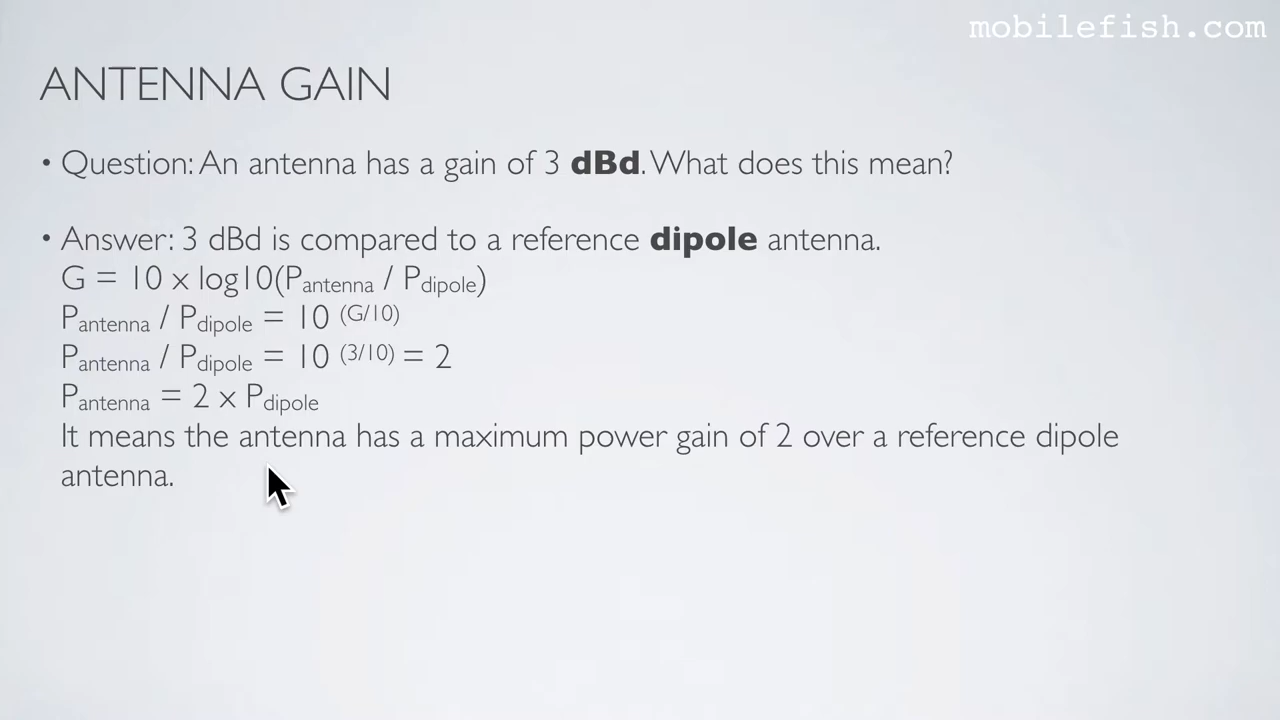 mobilefish.com
ANTENNA GAIN
• Question: An antenna has a gain of 3 dBd. What does this mean?
• Answer: 3 dBd is compared to a reference dipole antenna.
G = 10 x log10(Pantenna / Pdipole)
Pantenna / Pdipole = 10 (G/10)
Pantenna / Pdipole = 10 (3/10) = 2
Pantenna = 2 x Pdipole
It means the antenna has a maximum power gain of 2 over a reference dipole
antenna.